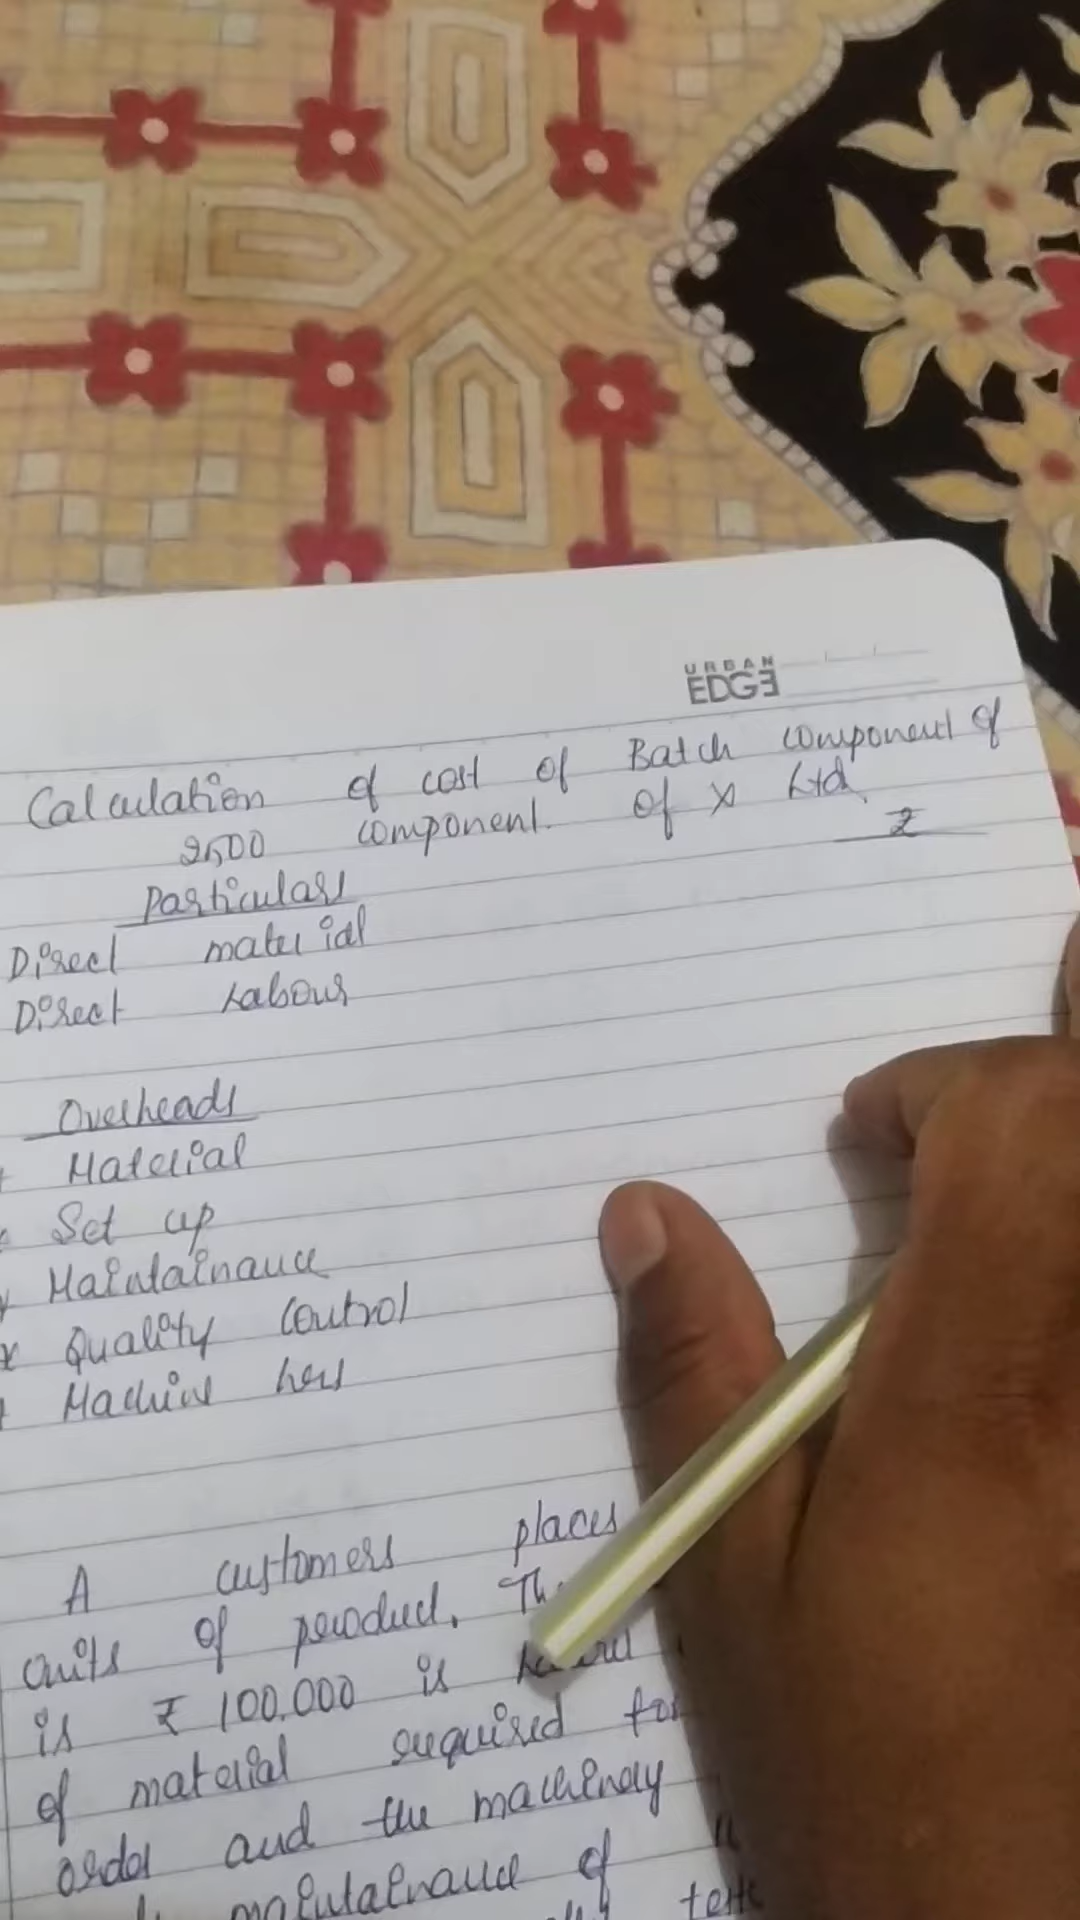 URBAN
EDGE
Calculation of cost of Batch component of
2500 component. of X Ltd.
Particulars ₹
Direct material
Direct Labour
Overheads
Material
Set up
Maintainance
Quality Control
Machine hrs
A customers places
units of product. Th
is ₹ 100,000 is
of material required for
order and the machinery
maintainance of